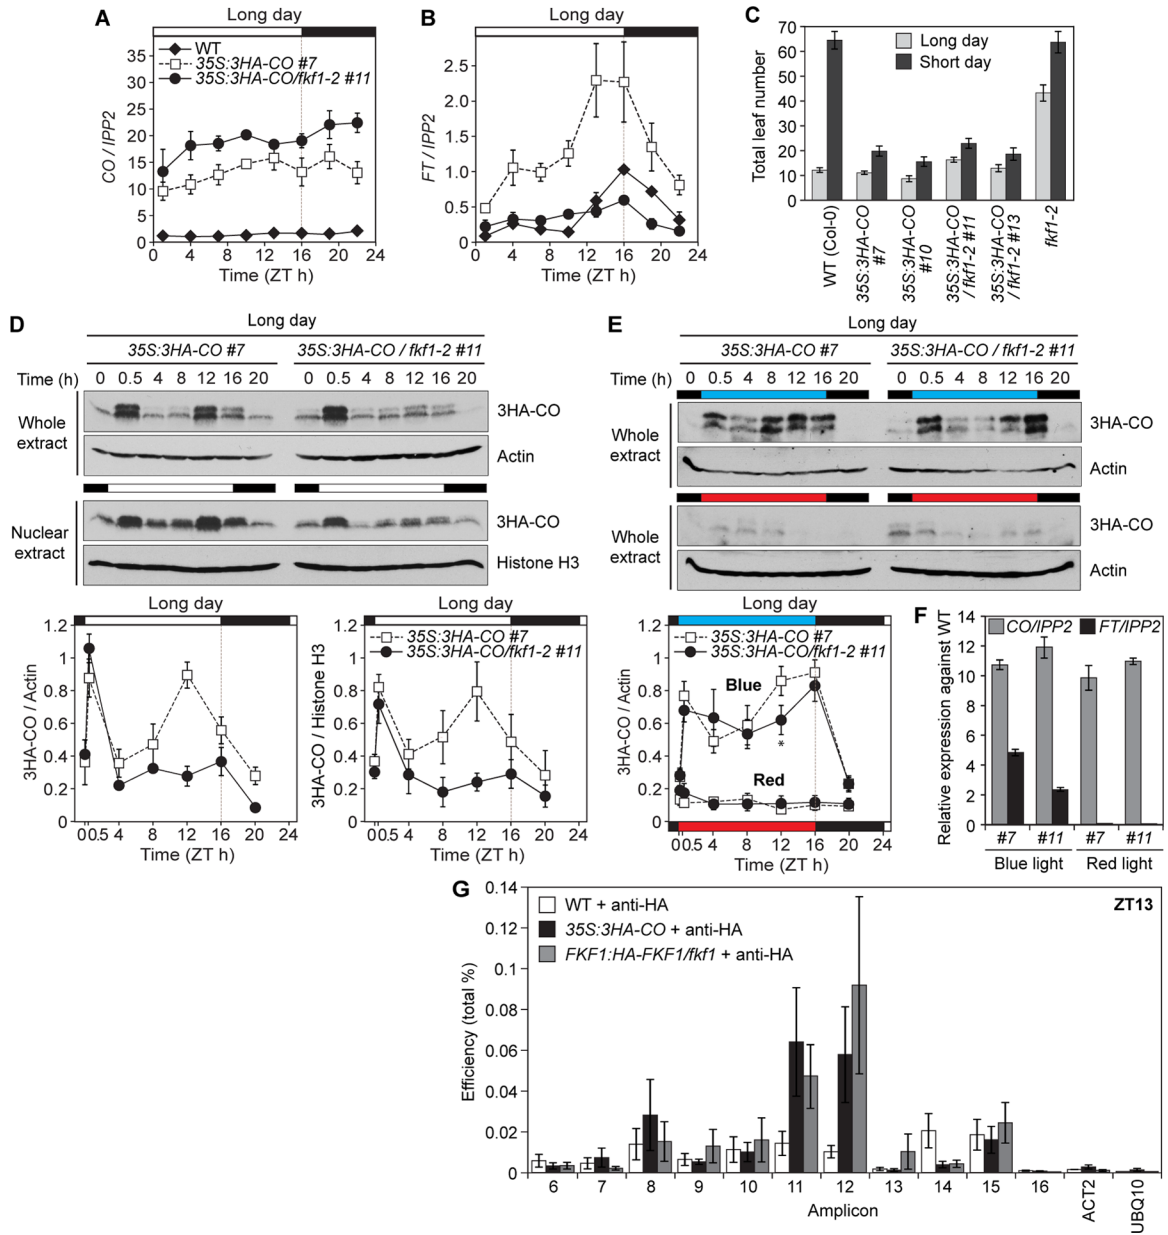 A
Long day
WT
35S:3HA-CO #7
35S:3HA-CO/fkf1-2 #11
CO / IPP2
40
35
30
25
20
15
10
5
0
0 4 8 12 16 20 24
Time (ZT h)
B
Long day
FT / IPP2
2.5
2.0
1.5
1.0
0.5
0
0 4 8 12 16 20 24
Time (ZT h)
C
Total leaf number
70
60
50
40
30
20
10
0
Long day
Short day
WT (Col-0)
35S:3HA-CO
#7
35S:3HA-CO
#10
35S:3HA-CO
/ fkf1-2 #11
35S:3HA-CO
/ fkf1-2 #13
fkf1-2
D
Long day
35S:3HA-CO #7
35S:3HA-CO / fkf1-2 #11
Time (h) 0 0.5 4 8 12 16 20 0 0.5 4 8 12 16 20
Whole
extract
3HA-CO
Actin
Nuclear
extract
3HA-CO
Histone H3
Long day
3HA-CO / Actin
1.2
1
0.8
0.6
0.4
0.2
0
0 0.5 4 8 12 16 20 24
Time (ZT h)
Long day
35S:3HA-CO #7
35S:3HA-CO/fkf1-2 #11
3HA-CO / Histone H3
1.2
1
0.8
0.6
0.4
0.2
0
0 0.5 4 8 12 16 20 24
Time (ZT h)
E
Long day
35S:3HA-CO #7
35S:3HA-CO / fkf1-2 #11
Time (h) 0 0.5 4 8 12 16 20 0 0.5 4 8 12 16 20
Whole
extract
3HA-CO
Actin
Whole
extract
3HA-CO
Actin
Long day
35S:3HA-CO #7
35S:3HA-CO/fkf1-2 #11
Blue
*
Red
3HA-CO / Actin
1.2
1
0.8
0.6
0.4
0.2
0
0 0.5 4 8 12 16 20 24
Time (ZT h)
F
Relative expression against WT
14
12
10
8
6
4
2
0
CO/IPP2
FT/IPP2
#7 #11 #7 #11
Blue light Red light
G
ZT13
WT + anti-HA
35S:3HA-CO + anti-HA
FKF1:HA-FKF1/fkf1 + anti-HA
Efficiency (total %)
0.14
0.12
0.1
0.08
0.06
0.04
0.02
0
6 7 8 9 10 11 12 13 14 15 16 ACT2 UBQ10
Amplicon